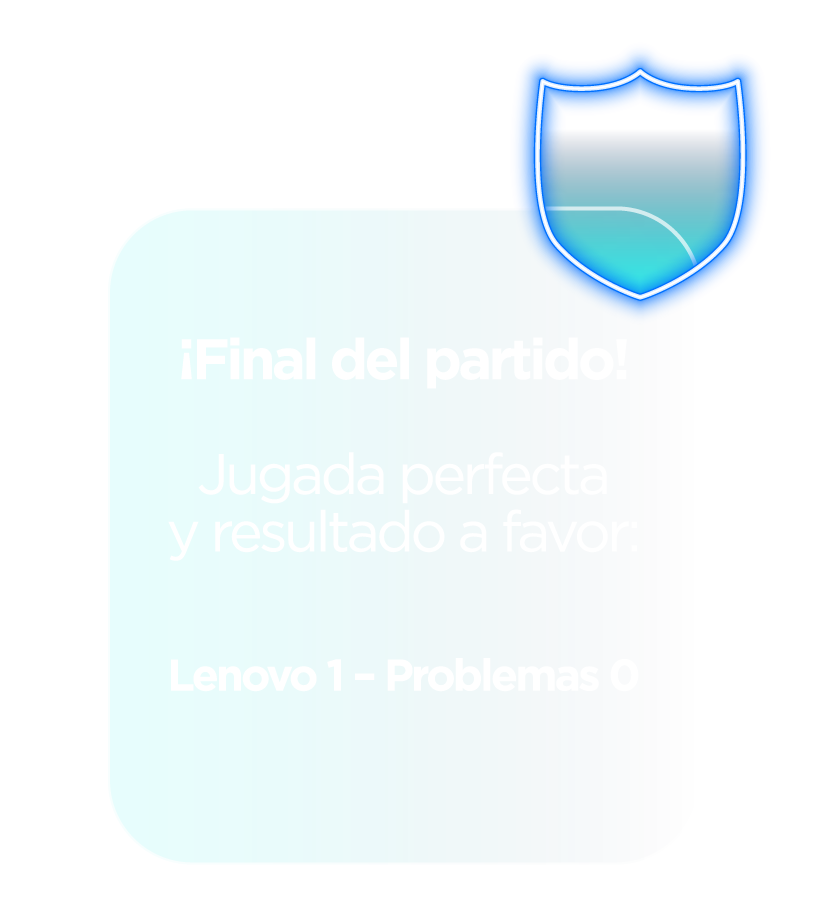 ¡Final del partido!
Jugada perfecta
y resultado a favor:
Lenovo 1 – Problemas 0